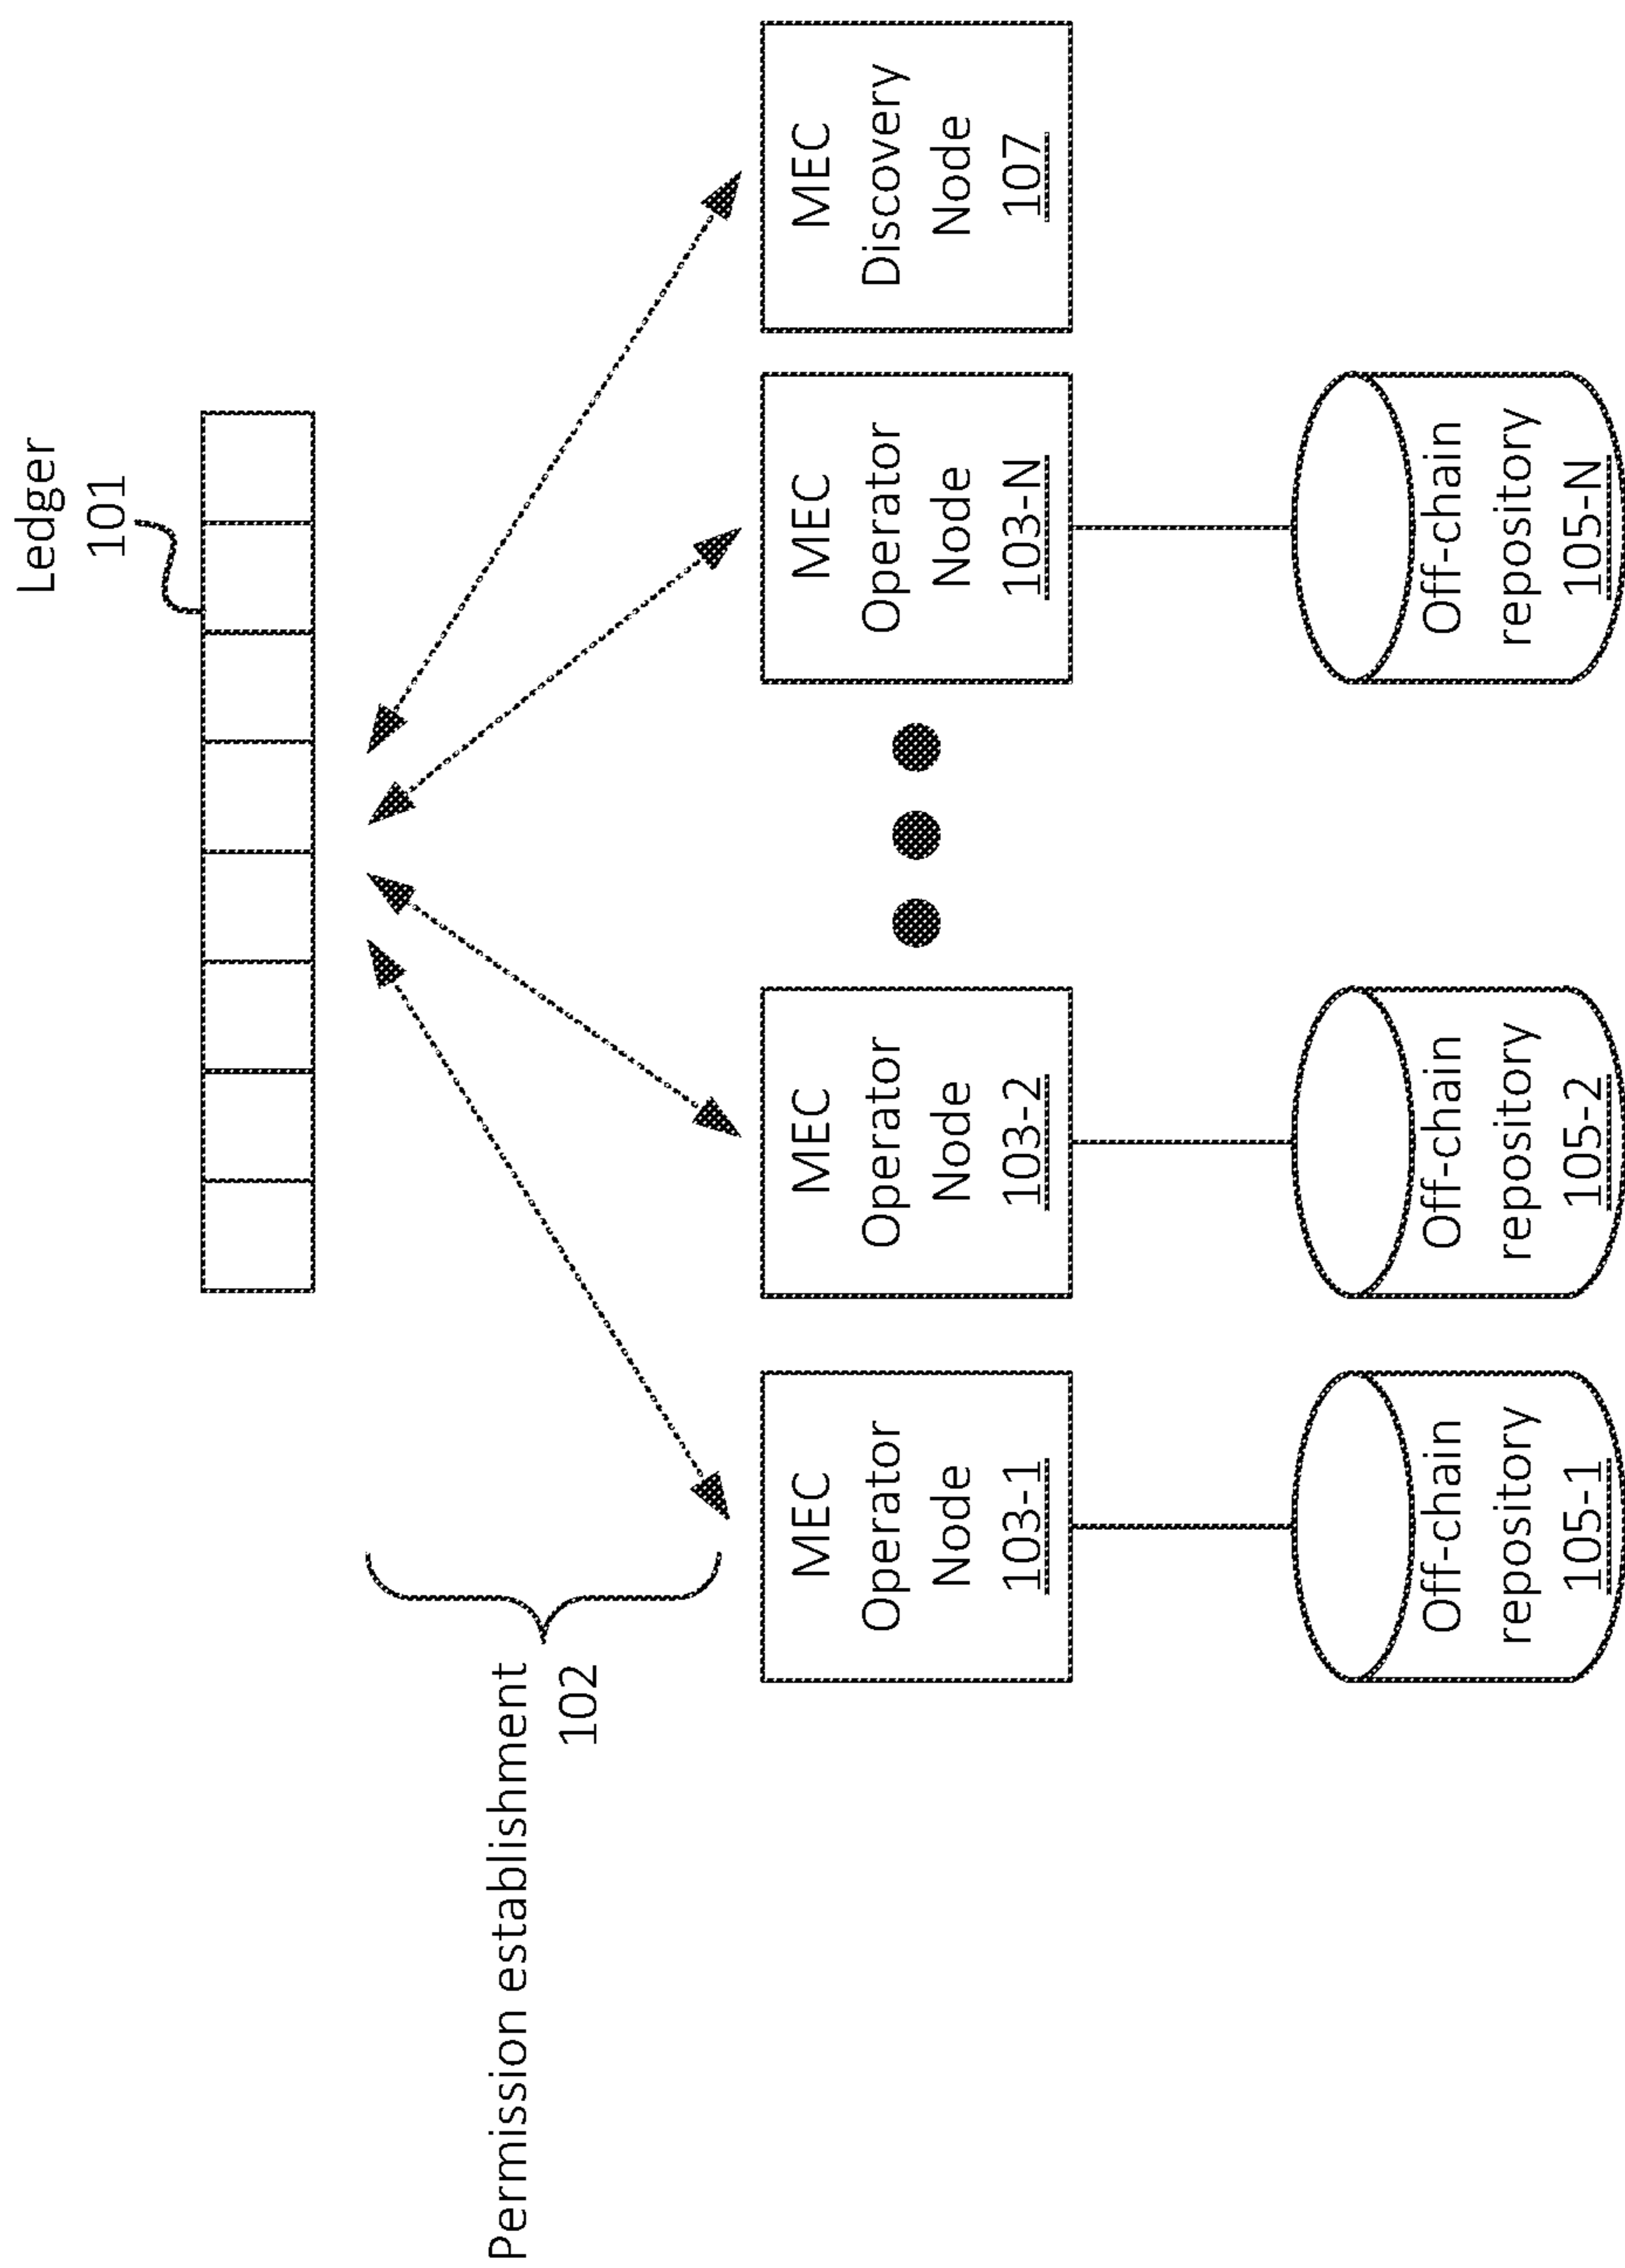 Ledger
101
Permission establishment
102
MEC
Operator
Node
103-1
MEC
Operator
Node
103-2
MEC
Operator
Node
103-N
MEC
Discovery
Node
107
Off-chain
repository
105-1
Off-chain
repository
105-2
Off-chain
repository
105-N